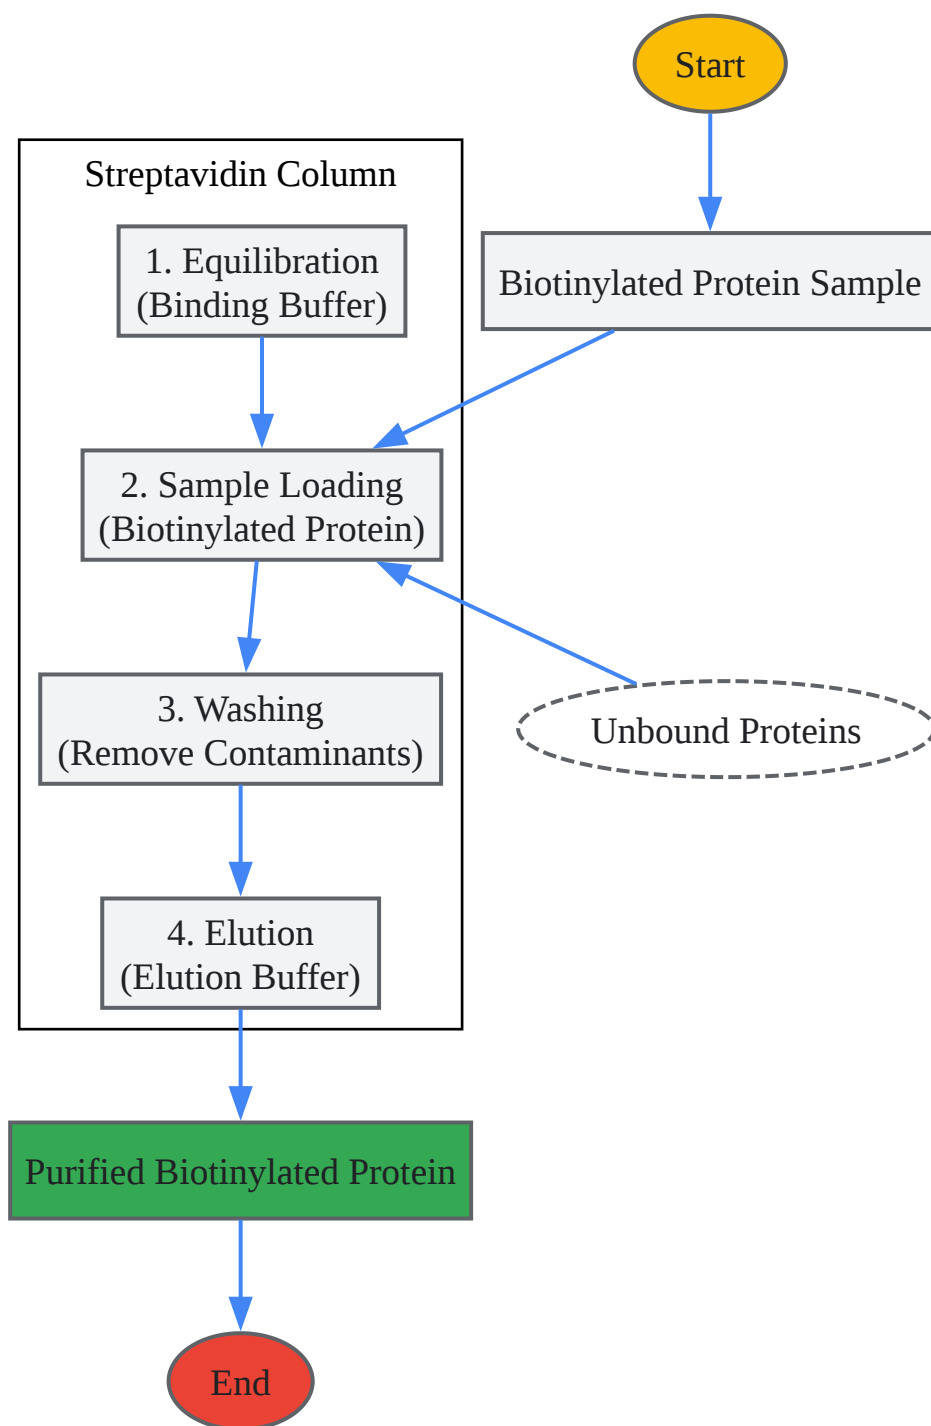 Start
Streptavidin Column
1. Equilibration
(Binding Buffer)
Biotinylated Protein Sample
2. Sample Loading
(Biotinylated Protein)
3. Washing
(Remove Contaminants)
Unbound Proteins
4. Elution
(Elution Buffer)
Purified Biotinylated Protein
End